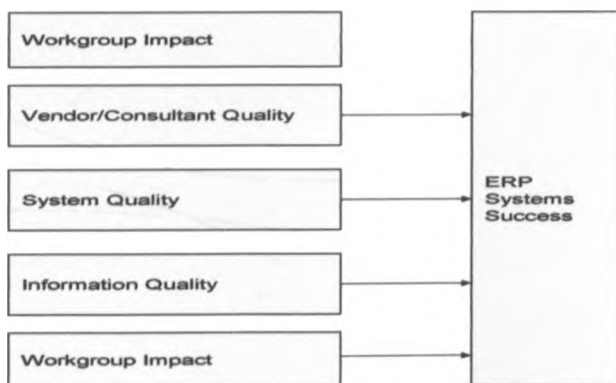 Workgroup Impact
Vendor/Consultant Quality
System Quality
ERP
Systems
Success
Information Quality
Workgroup Impact